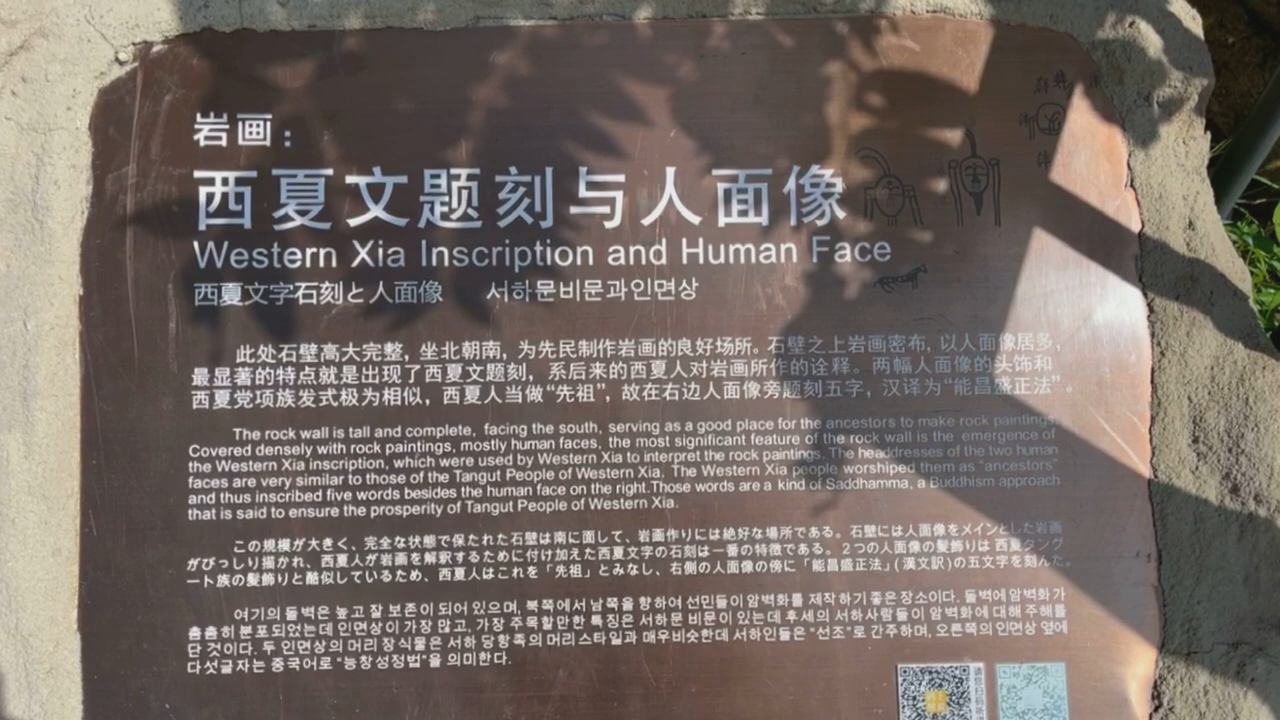 岩画：
西夏文题刻与人面像
Western Xia Inscription and Human Face
西夏文字石刻と人面像 서하문비문과인면상
此处石壁高大完整，坐北朝南，为先民制作岩画的良好场所。石壁之上岩画密布，以人面像居多，
最显著的特点就是出现了西夏文题刻，系后来的西夏人对岩画所作的诠释。两幅人面像的头饰和
西夏党项族发式极为相似，西夏人当做“先祖”，故在右边人面像旁题刻五字，汉译为“能昌盛正法”。
The rock wall is tall and complete, facing the south, serving as a good place for the ancestors to make rock paintings.
Covered densely with rock paintings, mostly human faces, the most significant feature of the rock wall is the emergence of
the Western Xia inscription, which were used by Western Xia to interpret the rock paintings. The headdresses of the two human
faces are very similar to those of the Tangut People of Western Xia. The Western Xia people worshiped them as “ancestors”
and thus inscribed five words besides the human face on the right.Those words are a kind of Saddhamma, a Buddhism approach
that is said to ensure the prosperity of Tangut People of Western Xia.
この規模が大きく、完全な状態で保たれた石壁は南に面して、岩画作りには絶好な場所である。石壁には人面像をメインとした岩画
がびっしり描かれ、西夏人が岩画を解釈するために付け加えた西夏文字の石刻は一番の特徴である。２つの人面像の髪飾りは西夏タング
ート族の髪飾りと酷似しているため、西夏人はこれを「先祖」とみなし、右側の人面像の傍に「能昌盛正法」(漢文訳)の五文字を刻んだ。
여기의 돌벽은 높고 잘 보존이 되어 있으며, 북쪽에서 남쪽을 향하여 선민들이 암벽화를 제작 하기 좋은 장소이다. 돌벽에 암벽화가
촘촘히 분포되었는데 인면상이 가장 많고, 가장 주목할만한 특징은 서하문 비문이 있는데 후세의 서하사람들이 암벽화에 대해 주해를
단 것이다. 두 인면상의 머리 장식물은 서하 당항족의 머리 스타일과 매우비슷한데 서하인들은 “선조”로 간주하며, 오른쪽의 인면상 옆에
다섯글자는 중국어로 “능창성정법”을 의미한다.